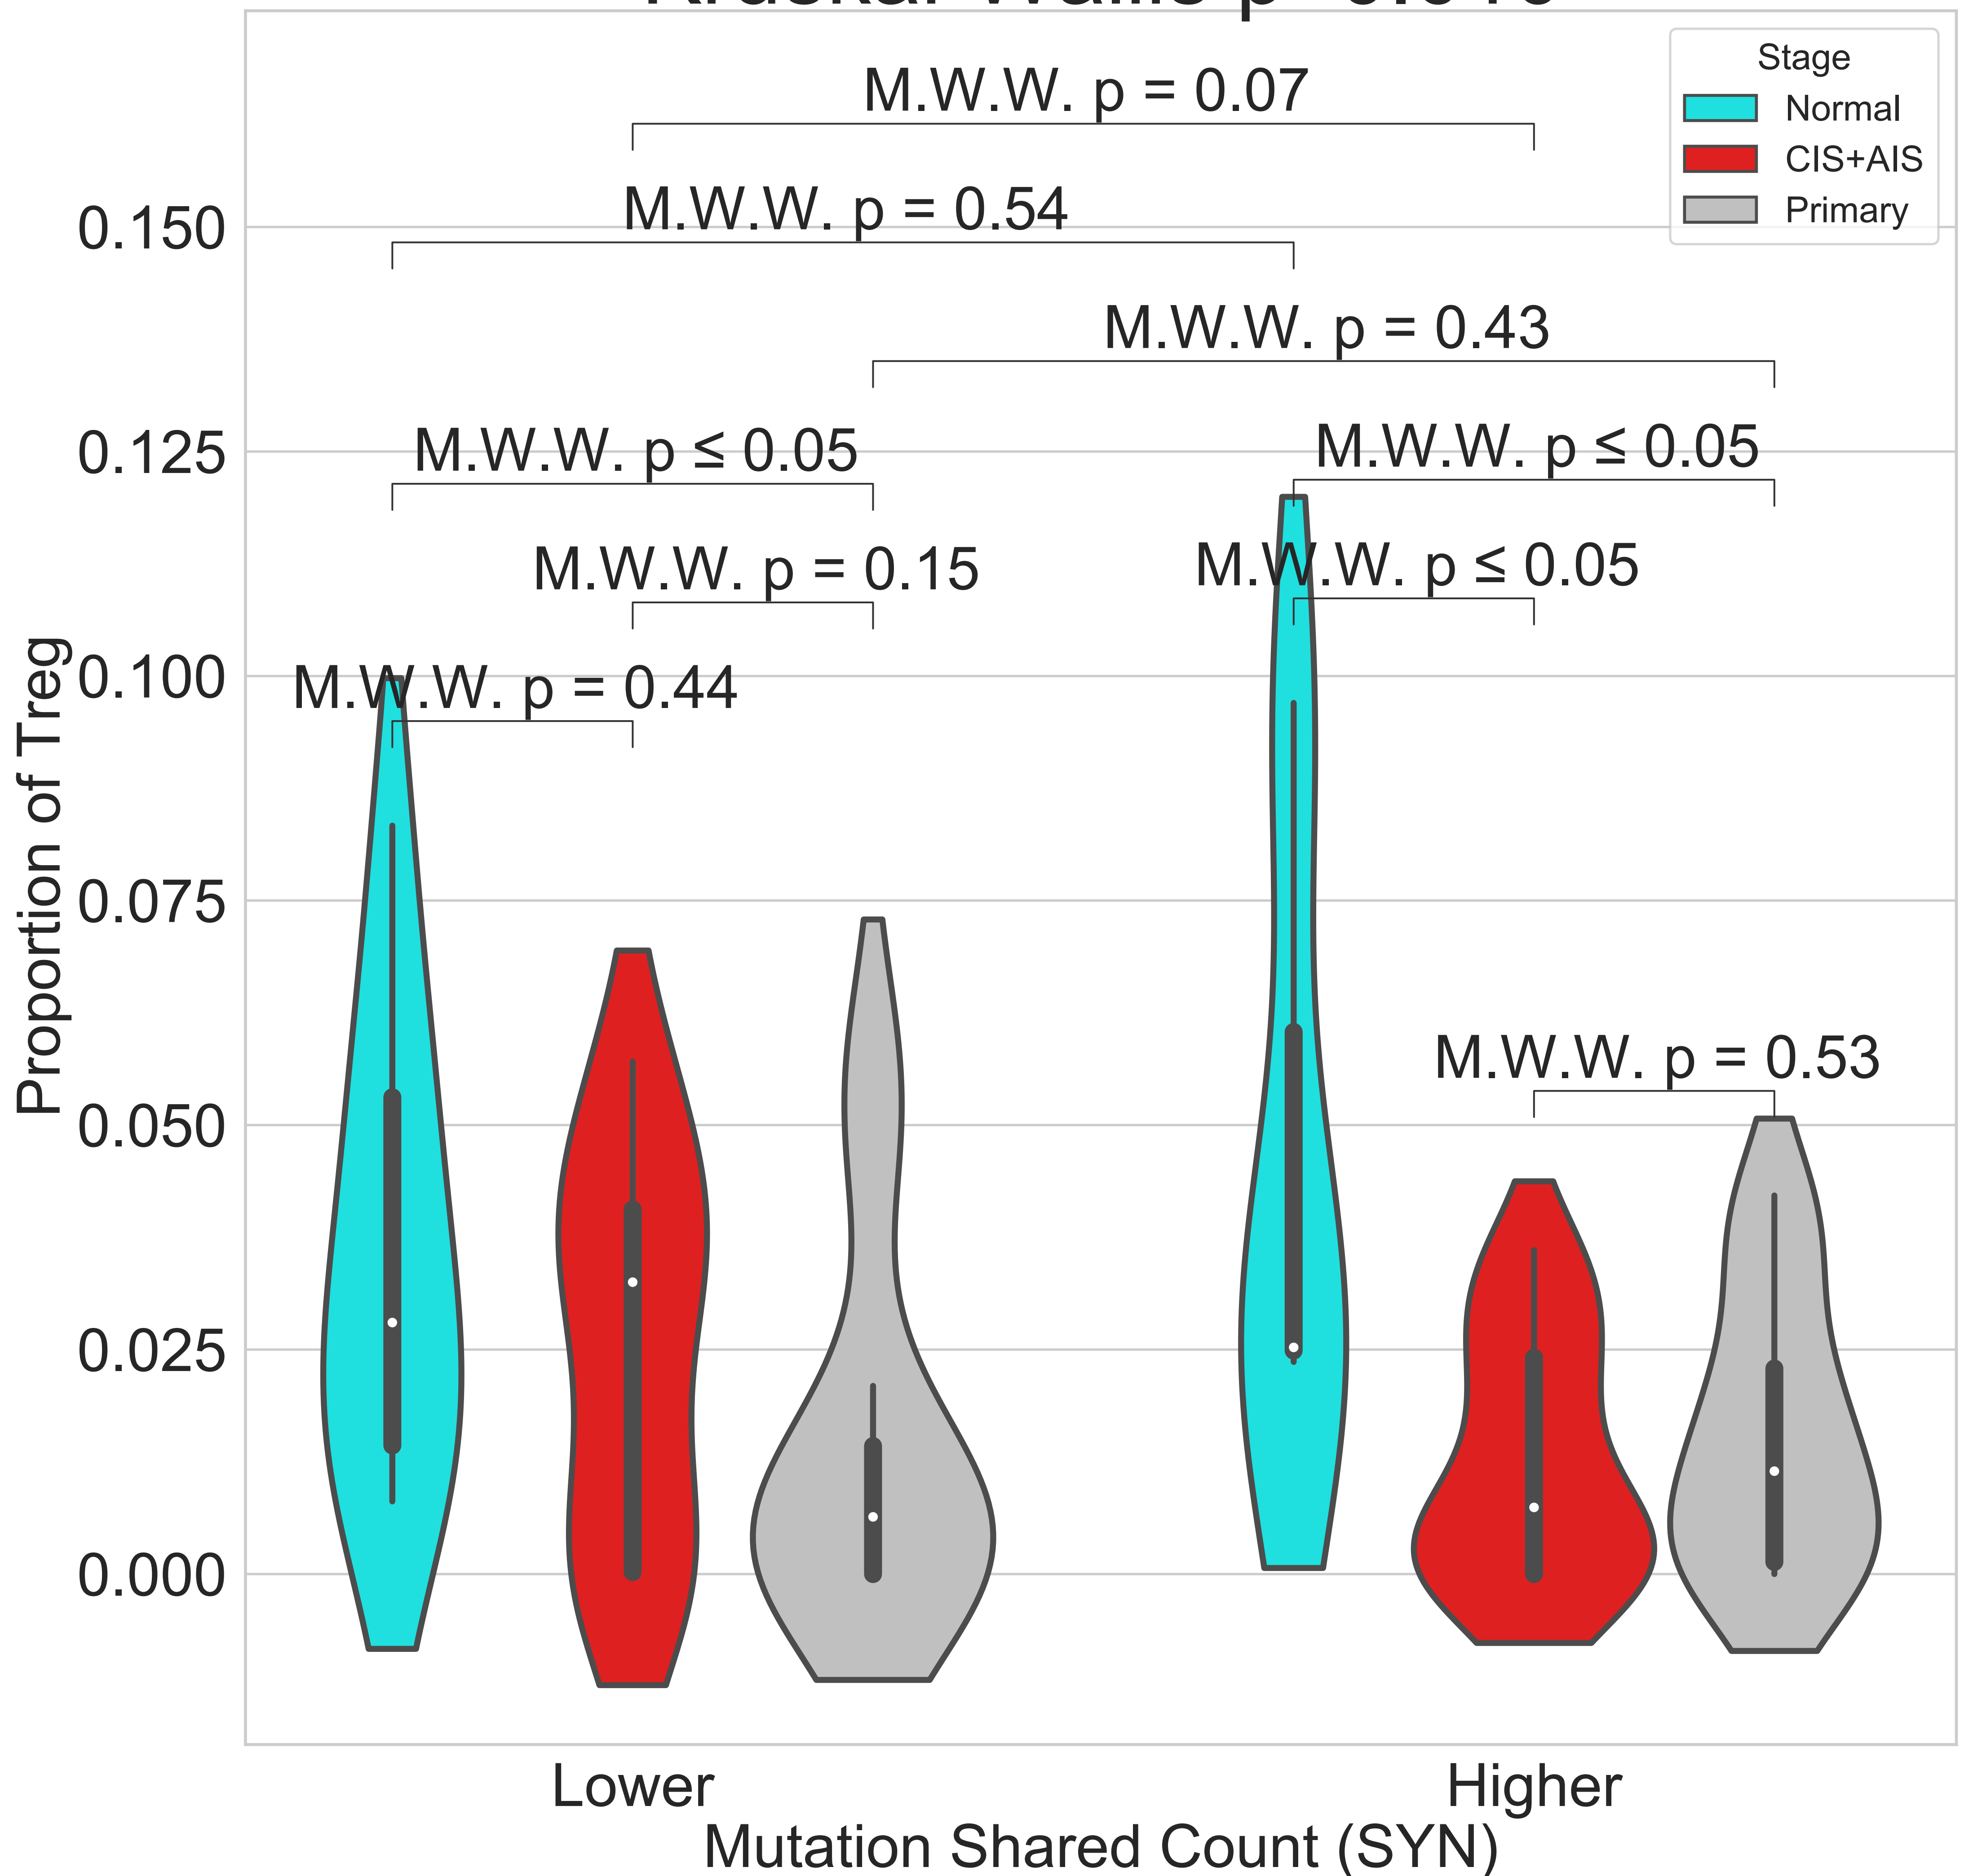 Stage
Normal
CIS+AIS
Primary
M.W.W. p = 0.07
M.W.W. p = 0.54
M.W.W. p = 0.43
M.W.W. p ≤ 0.05
M.W.W. p ≤ 0.05
M.W.W. p = 0.15
M.W.W. p ≤ 0.05
M.W.W. p = 0.44
M.W.W. p = 0.53
0.150
0.125
0.100
0.075
0.050
0.025
0.000
Proportion of Treg
Lower
Higher
Mutation Shared Count (SYN)